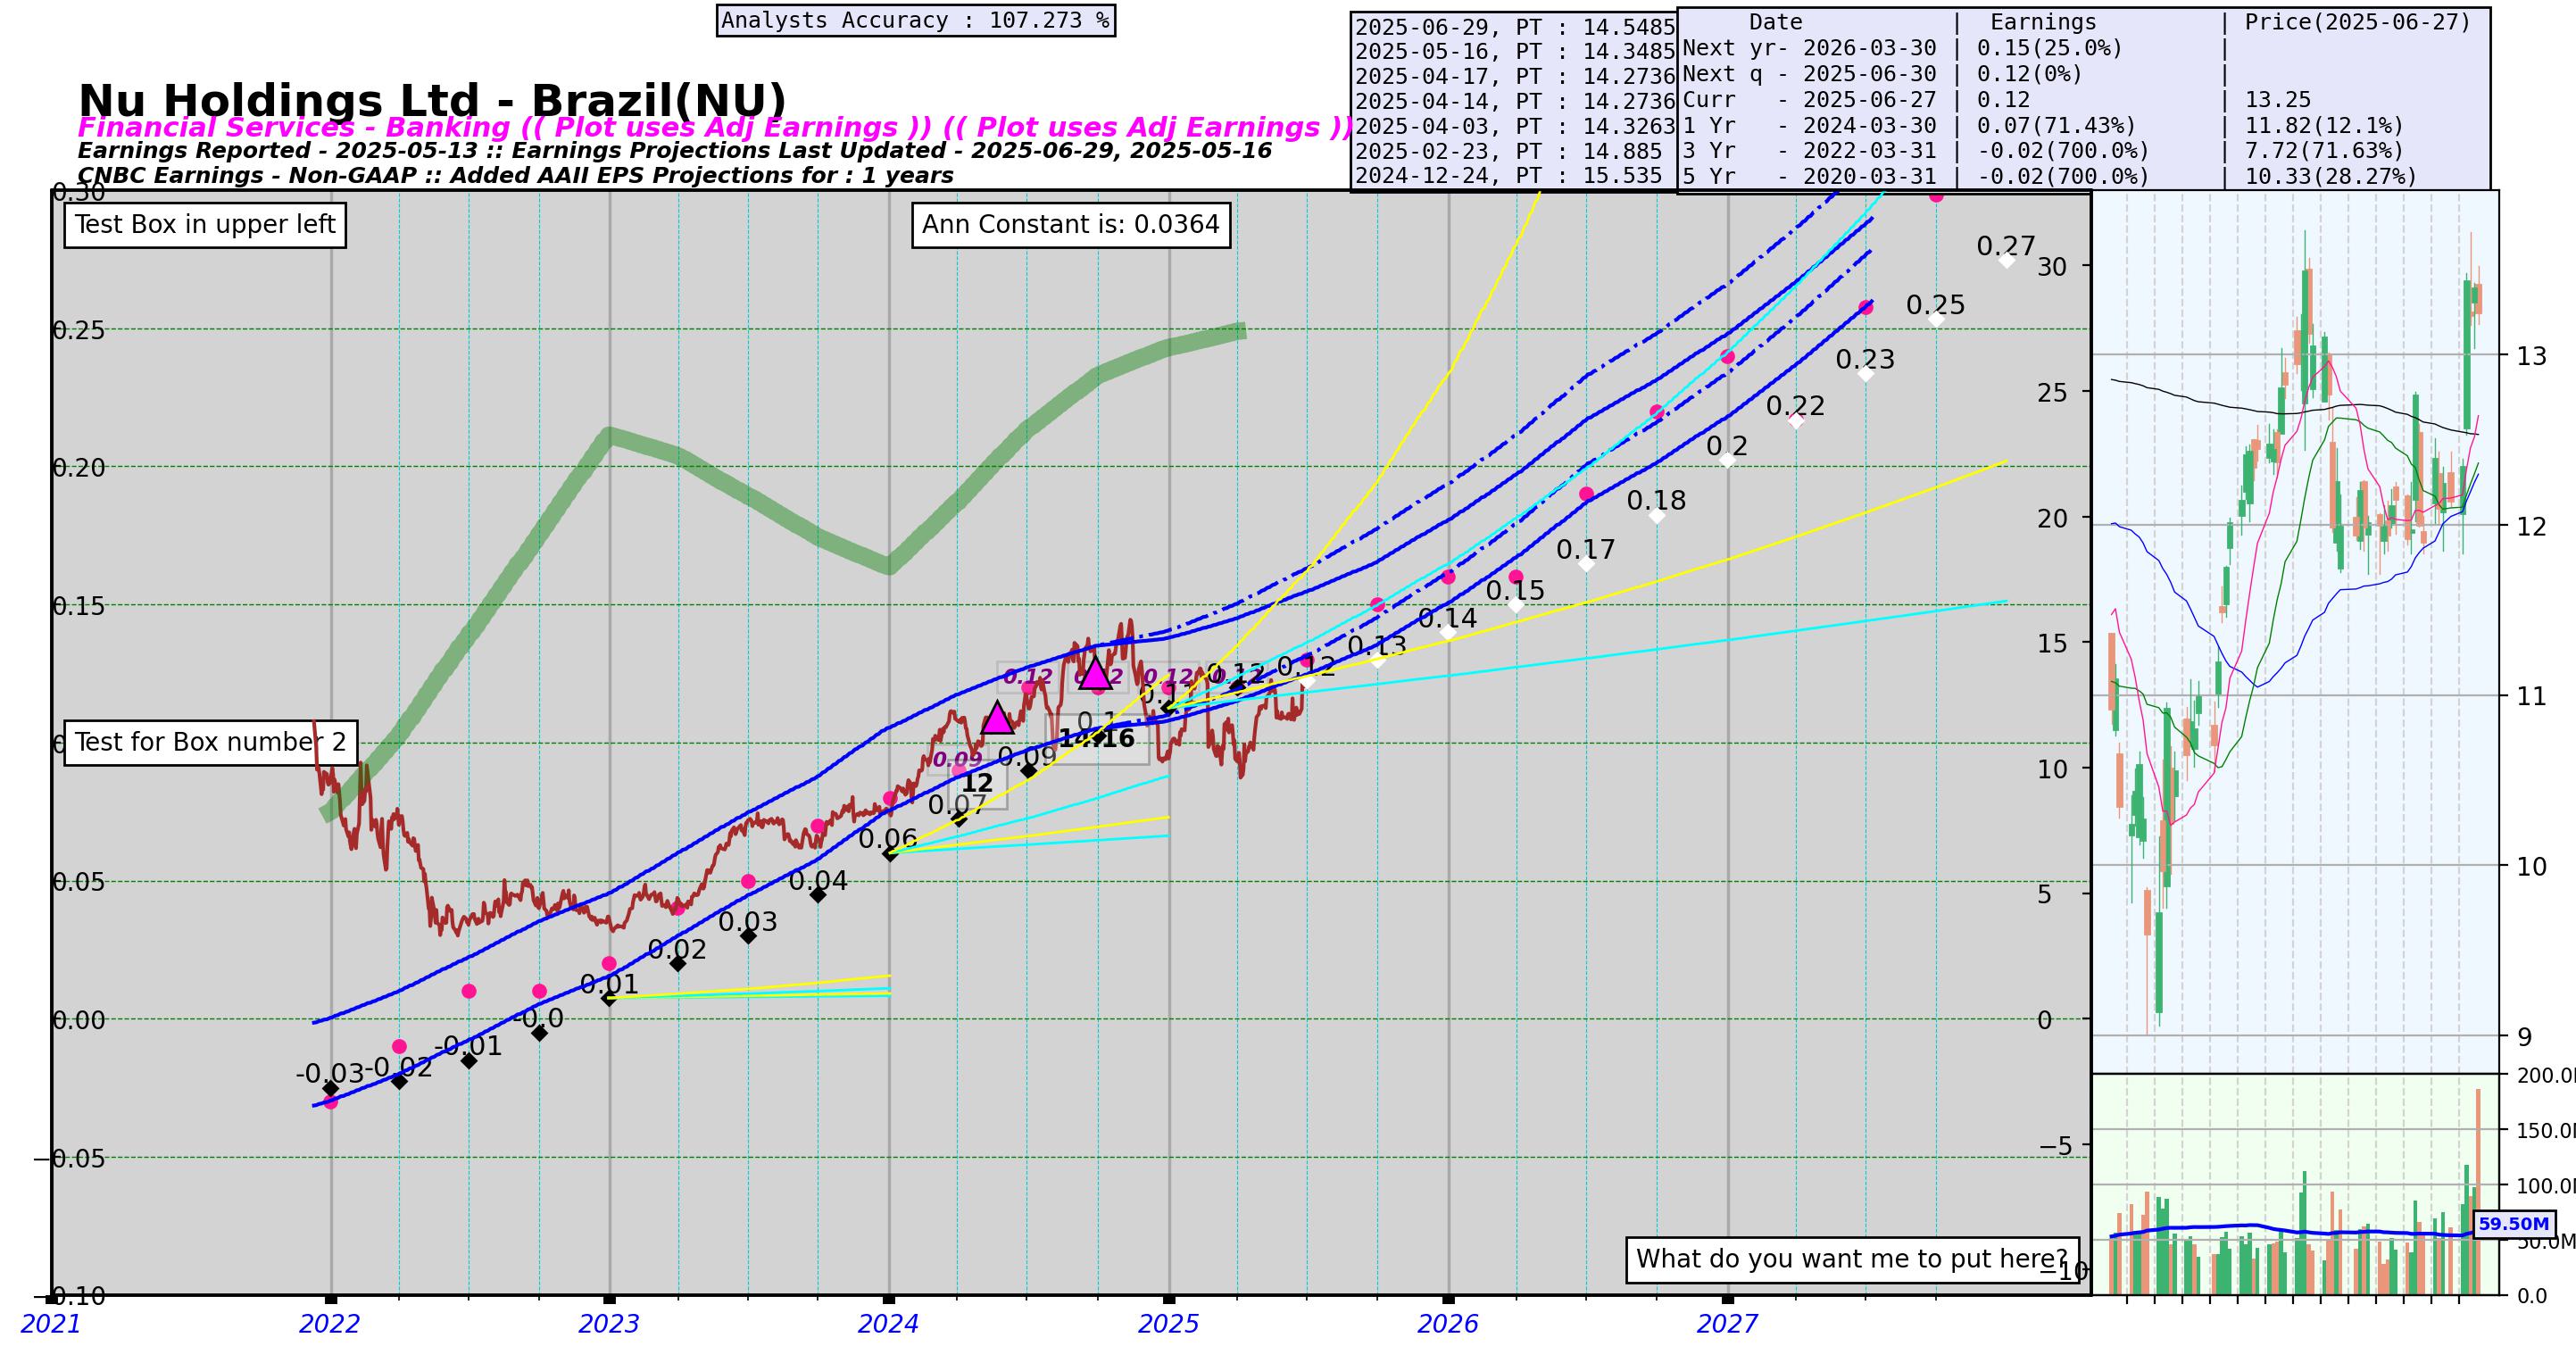 Analysts Accuracy : 107.273 %
2025-06-29, PT : 14.5485
2025-05-16, PT : 14.3485
2025-04-17, PT : 14.2736
2025-04-14, PT : 14.2736
2025-04-03, PT : 14.3263
2025-02-23, PT : 14.885
2024-12-24, PT : 15.535
Date | Earnings | Price(2025-06-27)
Next yr- 2026-03-30 | 0.15(25.0%) |
Next q - 2025-06-30 | 0.12(0%) |
Curr - 2025-06-27 | 0.12 | 13.25
1 Yr - 2024-03-30 | 0.07(71.43%) | 11.82(12.1%)
3 Yr - 2022-03-31 | -0.02(700.0%) | 7.72(71.63%)
5 Yr - 2020-03-31 | -0.02(700.0%) | 10.33(28.27%)
Nu Holdings Ltd - Brazil(NU)
Financial Services - Banking (( Plot uses Adj Earnings )) (( Plot uses Adj Earnings ))
Earnings Reported - 2025-05-13 :: Earnings Projections Last Updated - 2025-06-29, 2025-05-16
CNBC Earnings - Non-GAAP :: Added AAII EPS Projections for : 1 years
0.30
Test Box in upper left
Ann Constant is: 0.0364
0.25
0.20
0.15
Test for Box number 2
0.05
0.00
−0.05
−0.10
-0.03
-0.02
-0.01
-0.0
0.01
0.02
0.03
0.04
0.06
0.07
0.09
0.1
0.12
0.12
0.13
0.14
0.15
0.17
0.18
0.2
0.22
0.23
0.25
0.27
0.09
0.12
0.12
12
14.16
30
25
20
15
10
5
0
−5
−10
What do you want me to put here?
13
12
11
10
9
200.0
150.0
100.0
59.50M
50.0M
0.0
2021
2022
2023
2024
2025
2026
2027